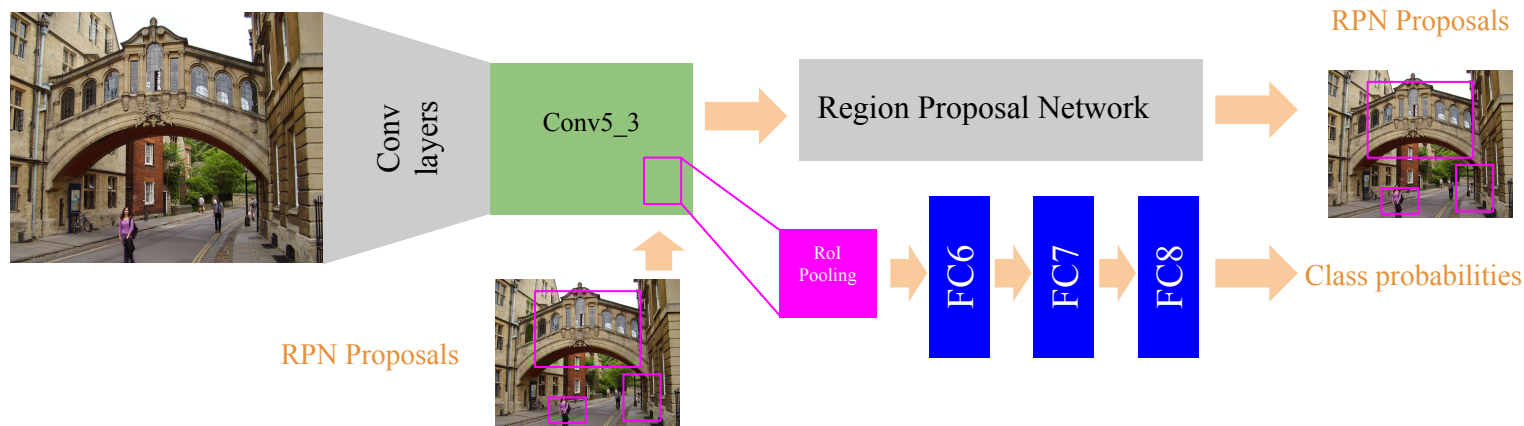 RPN Proposals
Conv
layers
Conv5_3
Region Proposal Network
RoI
Pooling
FC6
FC7
FC8
Class probabilities
RPN Proposals